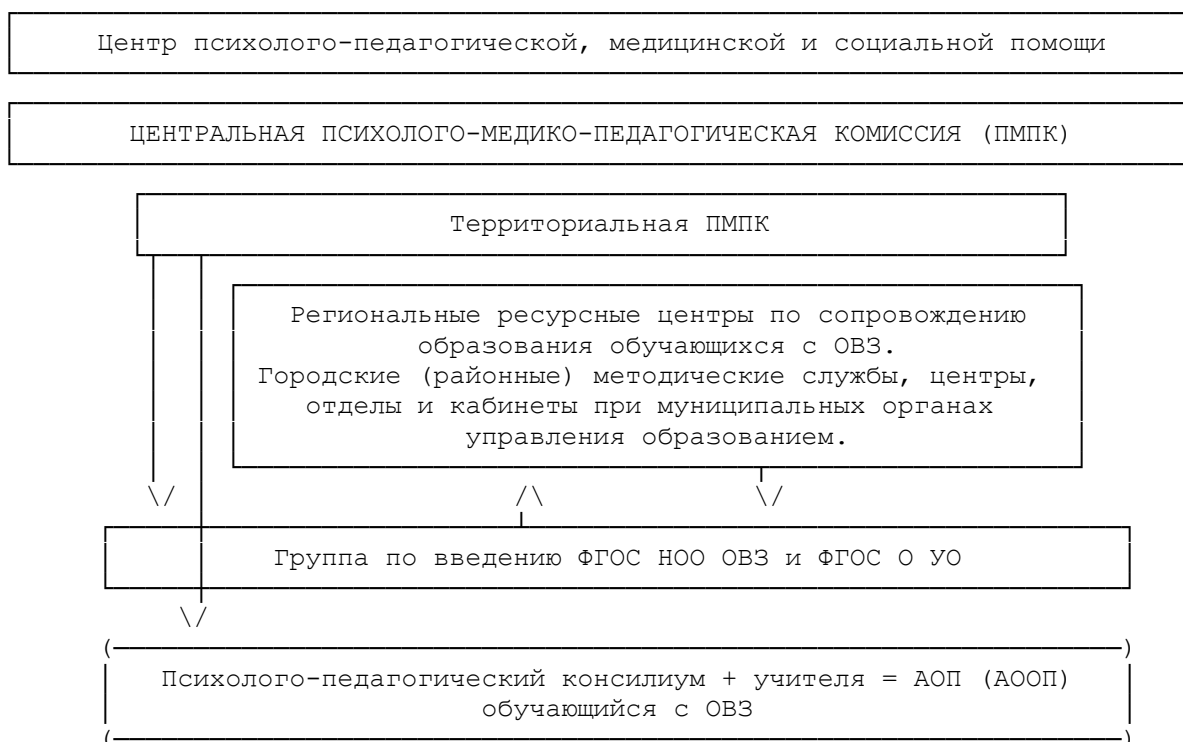 Центр психолого-педагогической, медицинской и социальной помощи
ЦЕНТРАЛЬНАЯ ПСИХОЛОГО-МЕДИКО-ПЕДАГОГИЧЕСКАЯ КОМИССИЯ (ПМПК)
Территориальная ПМПК
Региональные ресурсные центры по сопровождению
образования обучающихся с ОВЗ.
Городские (районные) методические службы, центры,
отделы и кабинеты при муниципальных органах
управления образованием.
Группа по введению ФГОС НОО ОВЗ и ФГОС О УО
Психолого-педагогический консилиум + учителя = АОП (АООП)
обучающийся с ОВЗ